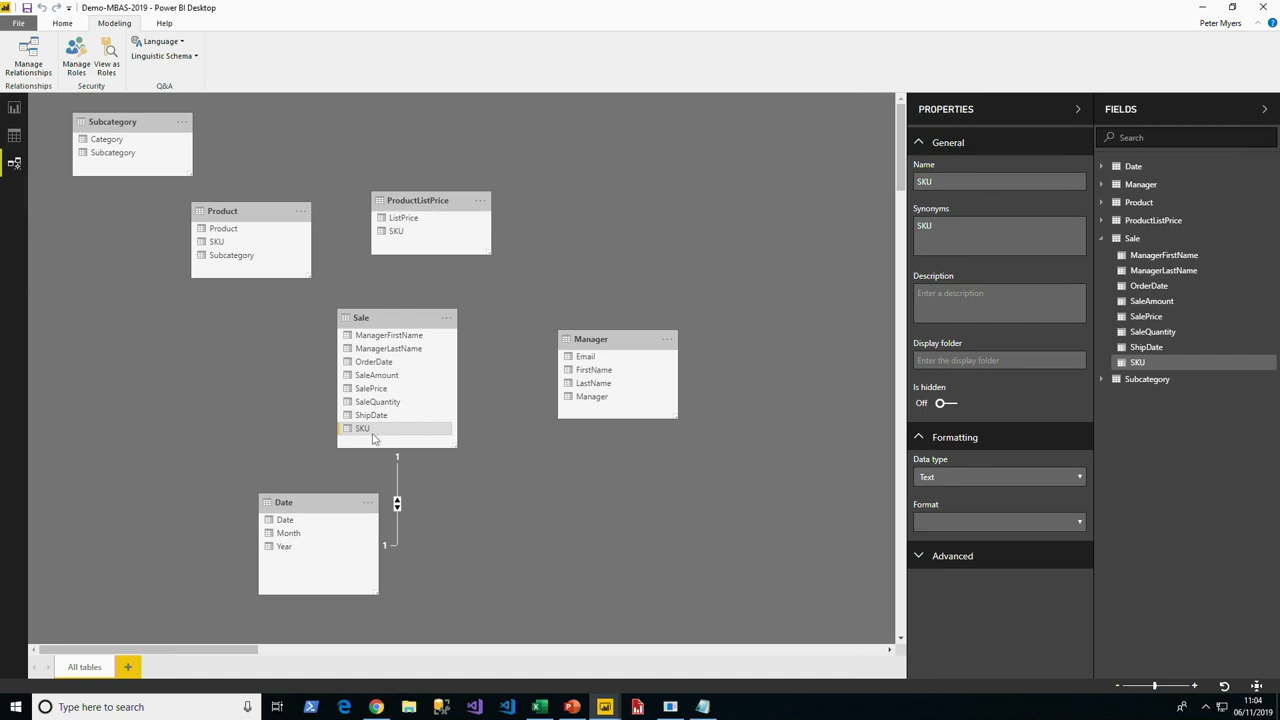 Demo-MBAS-2019 - Power BI Desktop
File
Home
Modeling
Help
Peter Myers
Manage
Relationships
Manage
Roles
View as
Roles
Language
Linguistic Schema
Relationships
Security
Q&A
Subcategory
Category
Subcategory
Product
Product
SKU
Subcategory
ProductListPrice
ListPrice
SKU
Sale
ManagerFirstName
ManagerLastName
OrderDate
SaleAmount
SalePrice
SaleQuantity
ShipDate
SKU
Manager
Email
FirstName
LastName
Manager
1
1
Date
Date
Month
Year
All tables
PROPERTIES
General
Name
SKU
Synonyms
SKU
Description
Enter a description
Display folder
Enter the display folder
Is hidden
Off
Formatting
Data type
Text
Format
Advanced
FIELDS
Search
Date
Manager
Product
ProductListPrice
Sale
ManagerFirstName
ManagerLastName
OrderDate
SaleAmount
SalePrice
SaleQuantity
ShipDate
SKU
Subcategory
Type here to search
11:04
06/11/2019